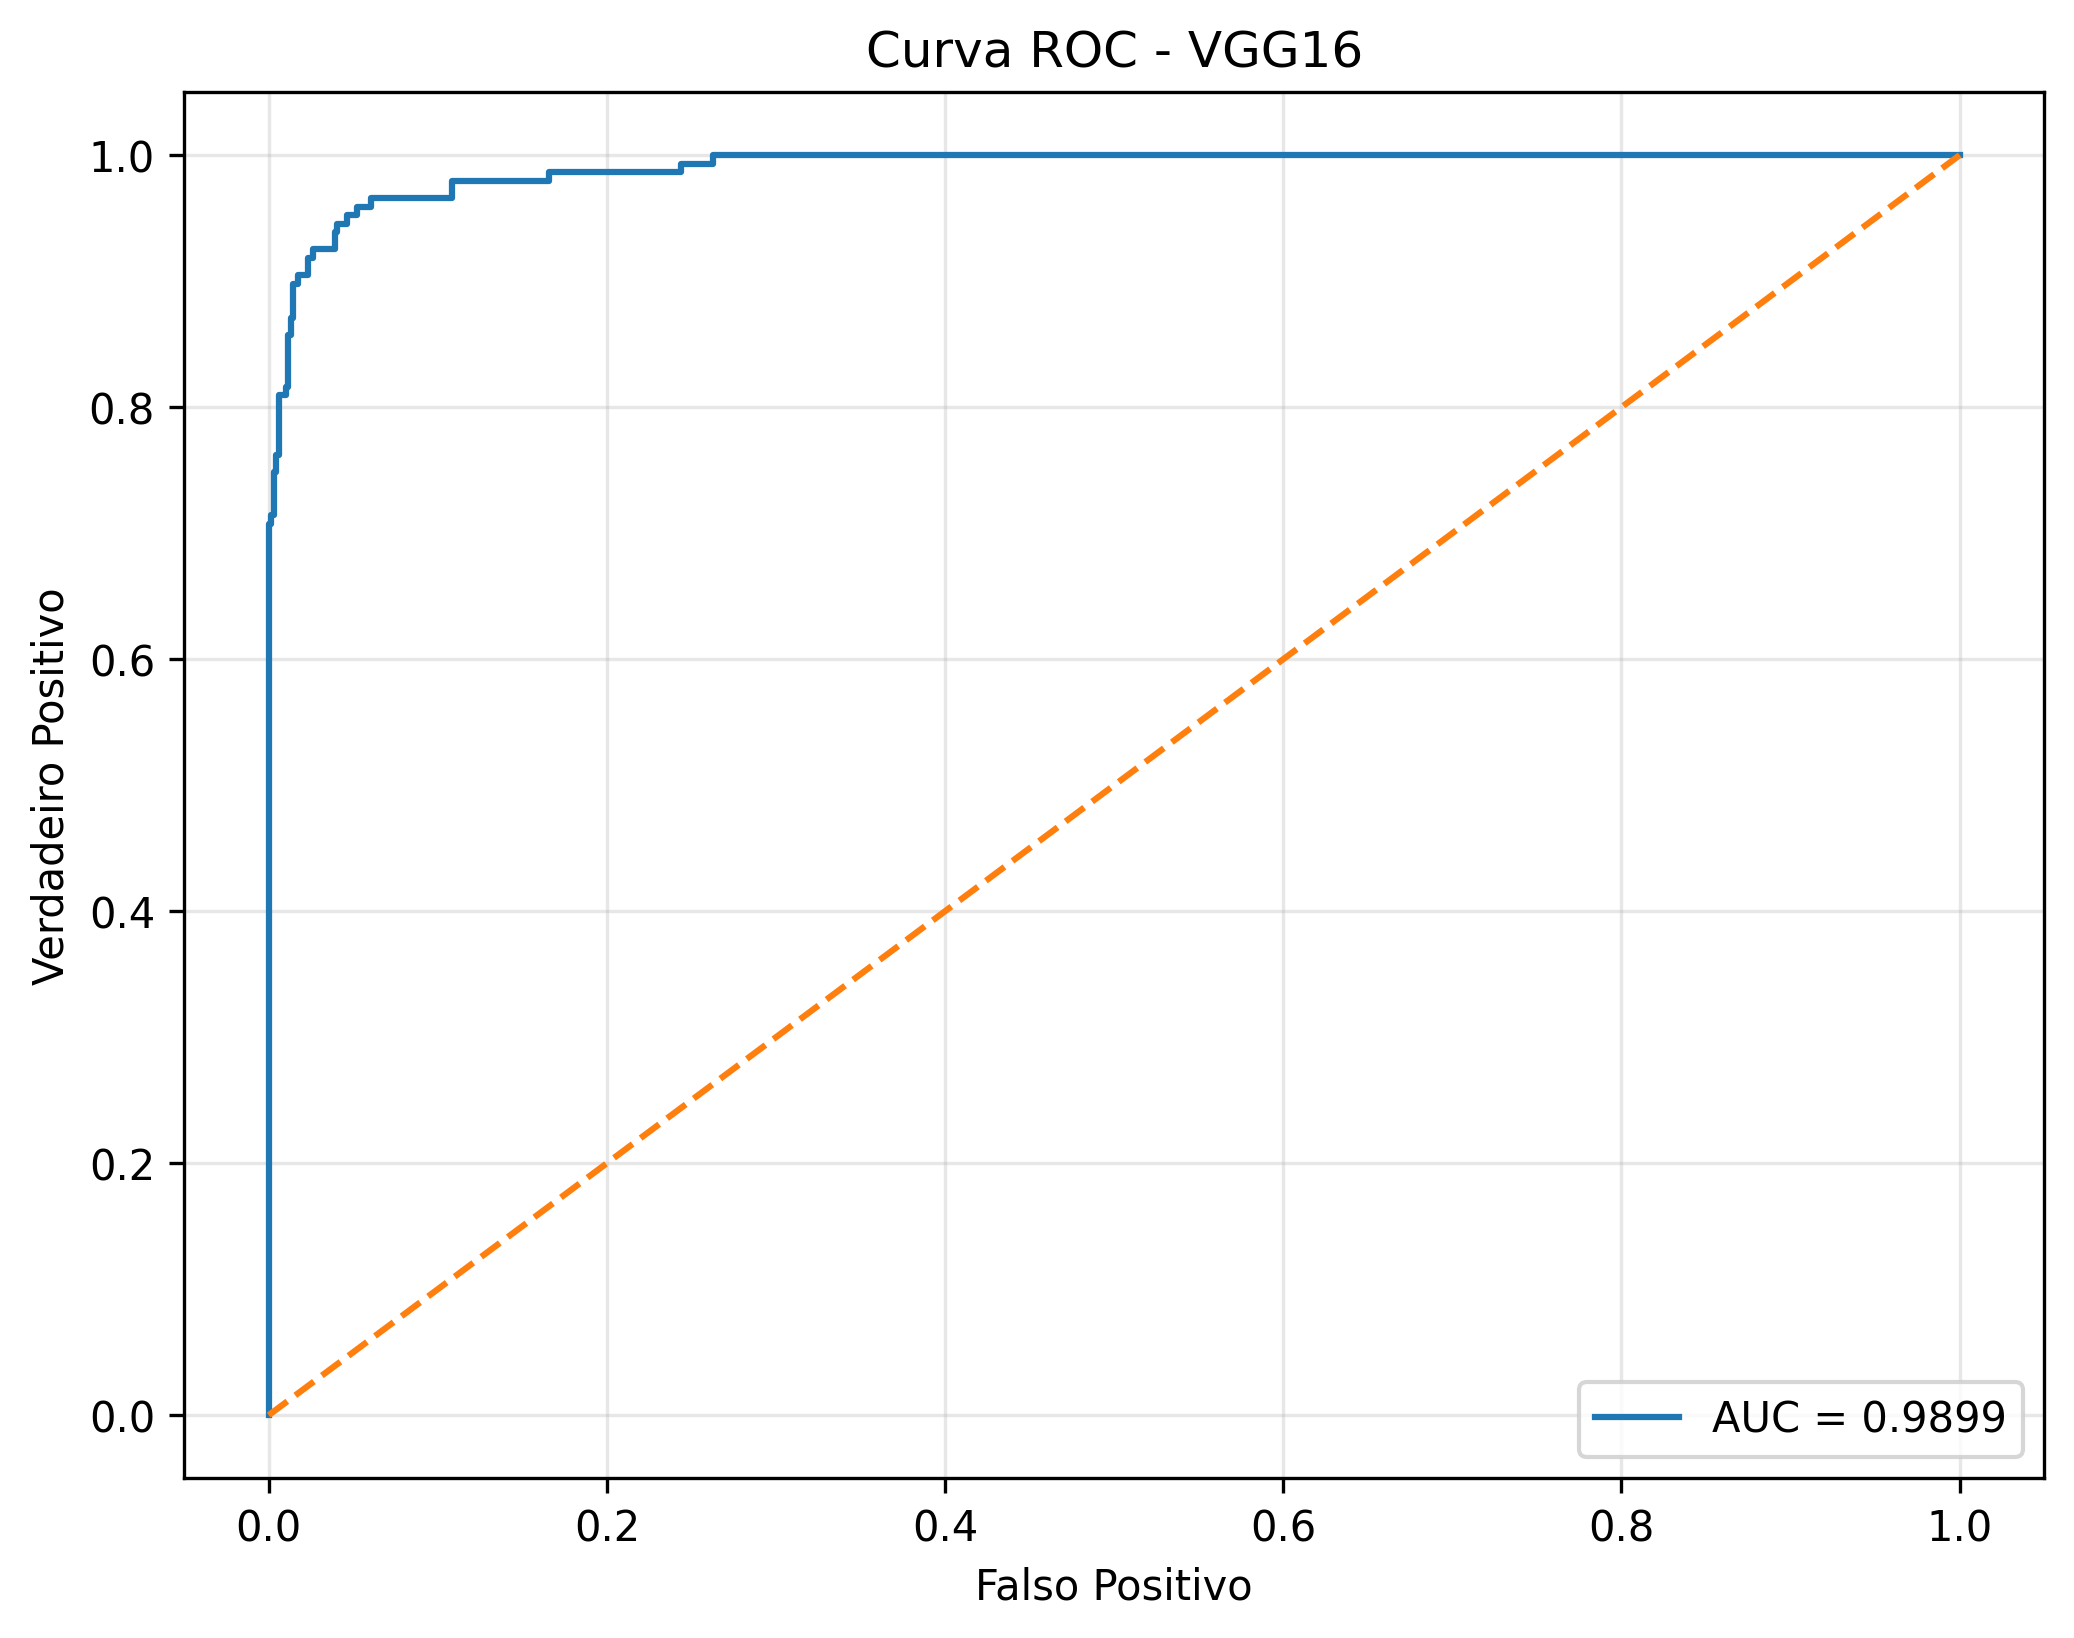 Curva ROC - VGG16
Verdadeiro Positivo
1.0
0.8
0.6
0.4
0.2
0.0
0.0 0.2 0.4 0.6 0.8 1.0
Falso Positivo
AUC = 0.9899